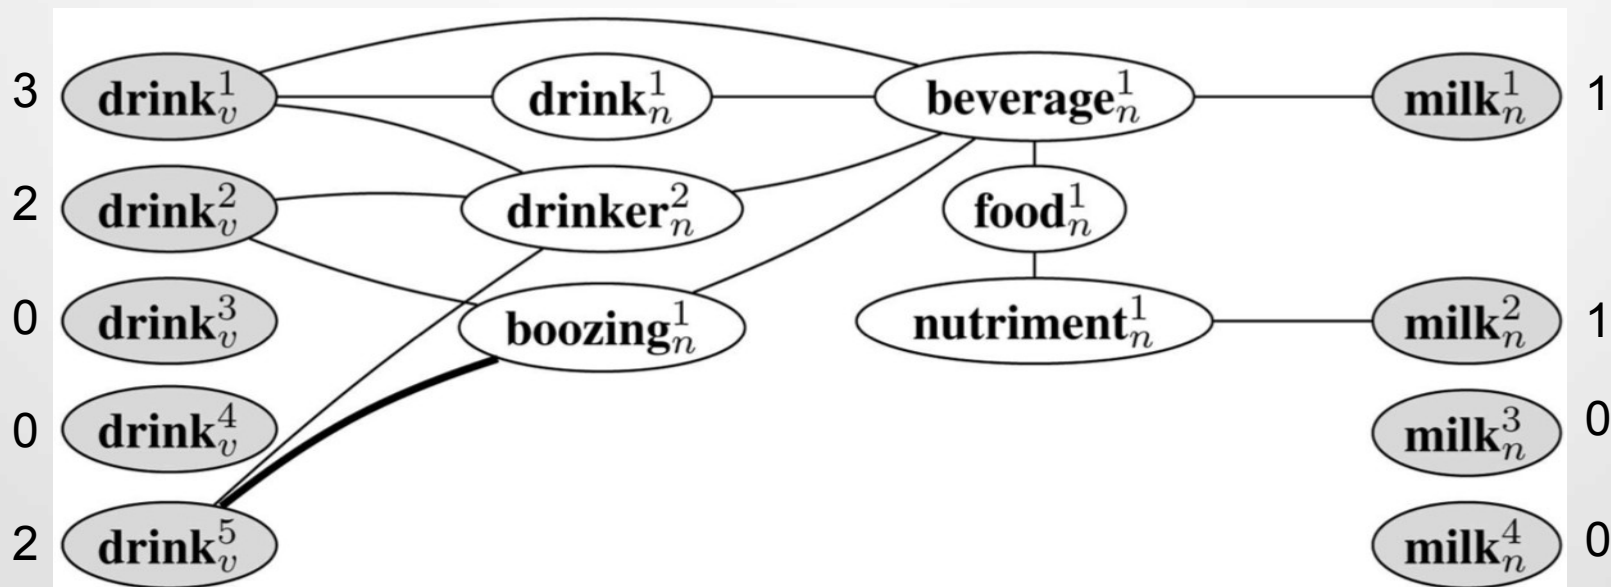 3 drink¹ᵥ drink¹ₙ beverage¹ₙ milk¹ₙ 1
2 drink²ᵥ drinker²ₙ food¹ₙ
0 drink³ᵥ boozing¹ₙ nutriment¹ₙ milk²ₙ 1
0 drink⁴ᵥ milk³ₙ 0
2 drink⁵ᵥ milk⁴ₙ 0